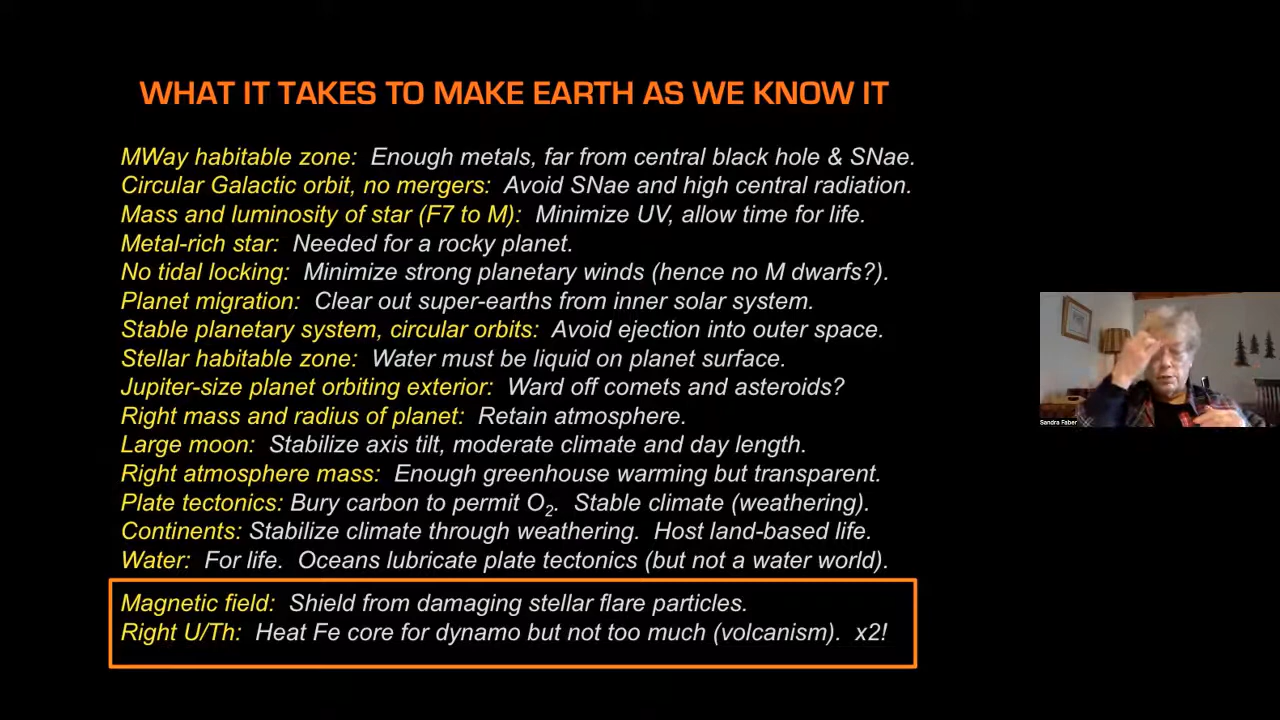 WHAT IT TAKES TO MAKE EARTH AS WE KNOW IT
MWay habitable zone: Enough metals, far from central black hole & SNae.
Circular Galactic orbit, no mergers: Avoid SNae and high central radiation.
Mass and luminosity of star (F7 to M): Minimize UV, allow time for life.
Metal-rich star: Needed for a rocky planet.
No tidal locking: Minimize strong planetary winds (hence no M dwarfs?).
Planet migration: Clear out super-earths from inner solar system.
Stable planetary system, circular orbits: Avoid ejection into outer space.
Stellar habitable zone: Water must be liquid on planet surface.
Jupiter-size planet orbiting exterior: Ward off comets and asteroids?
Right mass and radius of planet: Retain atmosphere.
Large moon: Stabilize axis tilt, moderate climate and day length.
Right atmosphere mass: Enough greenhouse warming but transparent.
Plate tectonics: Bury carbon to permit O₂. Stable climate (weathering).
Continents: Stabilize climate through weathering. Host land-based life.
Water: For life. Oceans lubricate plate tectonics (but not a water world).
Magnetic field: Shield from damaging stellar flare particles.
Right U/Th: Heat Fe core for dynamo but not too much (volcanism). x2!
Sandra Faber